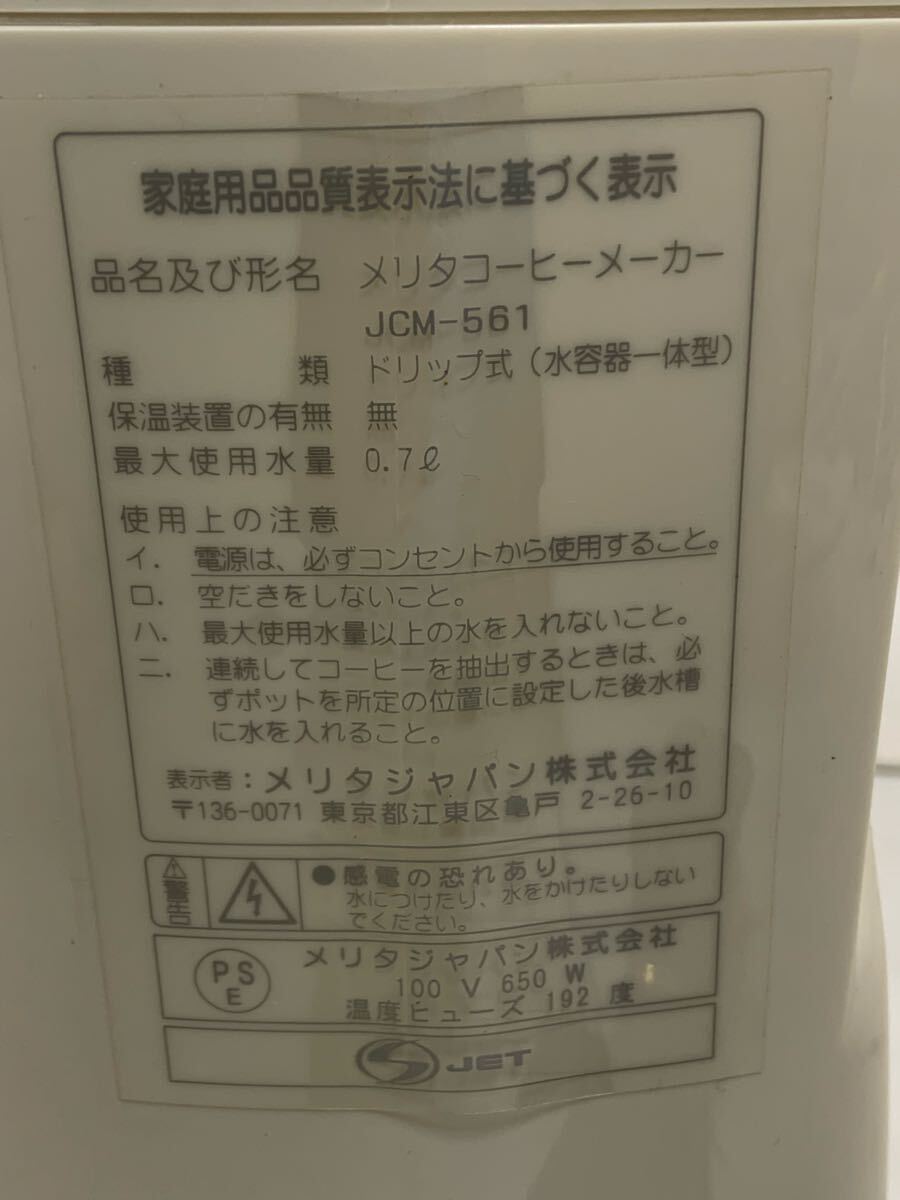 家庭用品品質表示法に基づく表示
品名及び形名 メリタコーヒーメーカー
JCM-561
種類 ドリップ式(水容器一体型)
保温装置の有無 無
最大使用水量 0.7ℓ
使用上の注意
イ. 電源は、必ずコンセントから使用すること。
ロ. 空だきをしないこと。
ハ. 最大使用水量以上の水を入れないこと。
ニ. 連続してコーヒーを抽出するときは、必
ずポットを所定の位置に設定した後水槽
に水を入れること。
表示者:メリタジャパン株式会社
〒136-0071 東京都江東区亀戸 2-26-10
⚠警告
●感電の恐れあり。
水につけたり、水をかけたりしない
でください。
PS
E
メリタジャパン株式会社
100 V 650 W
温度ヒューズ 192 度
JET